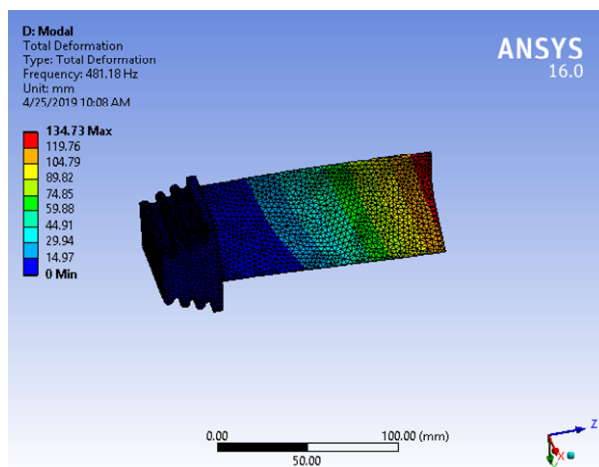 D: Modal
Total Deformation
Type: Total Deformation
Frequency: 481.18 Hz
Unit: mm
4/25/2019 10:08 AM
ANSYS
16.0
134.73 Max
119.76
104.79
89.82
74.85
59.88
44.91
29.94
14.97
0 Min
0.00
100.00 (mm)
50.00
Z
X